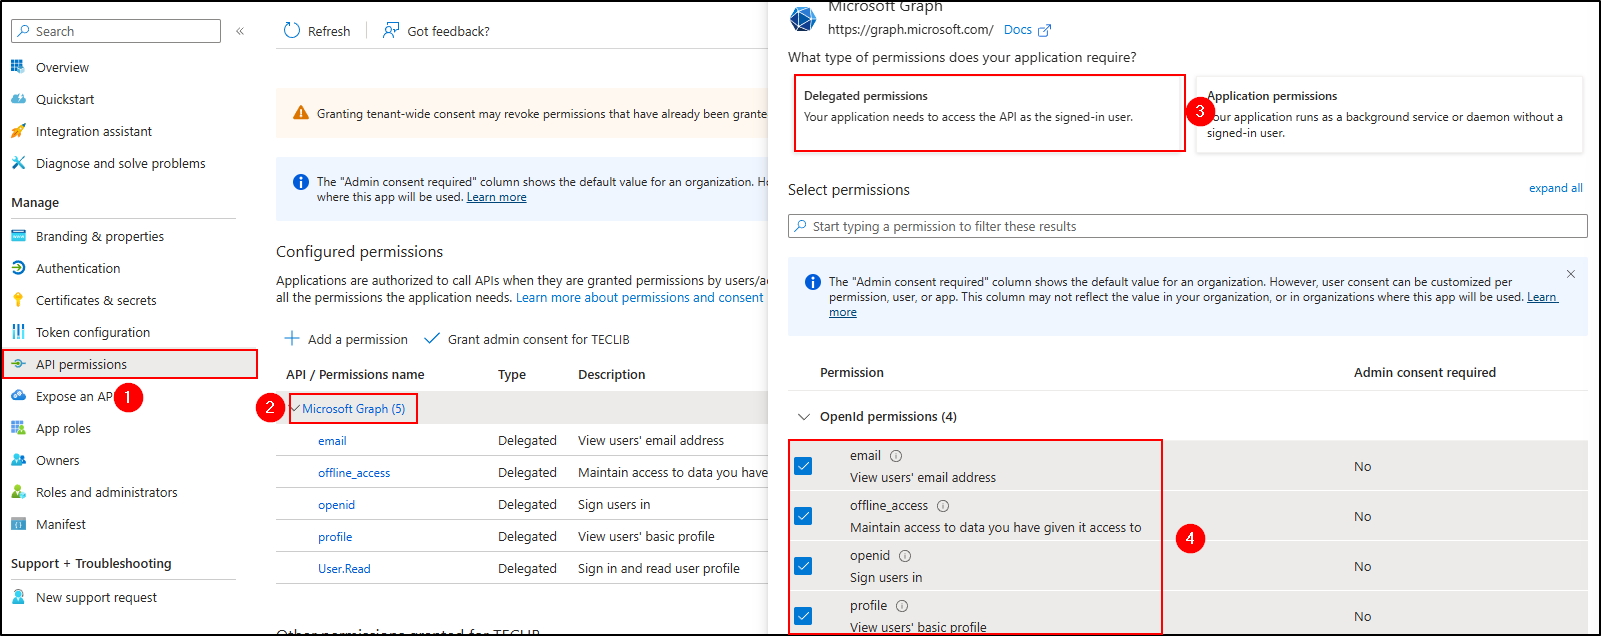 Search
«
Overview
Quickstart
Integration assistant
Diagnose and solve problems
Manage
Branding & properties
Authentication
Certificates & secrets
Token configuration
API permissions
Expose an AP
1
App roles
Owners
Roles and administrators
Manifest
Support + Troubleshooting
New support request
Refresh
Got feedback?
Granting tenant-wide consent may revoke permissions that have already been grante
The "Admin consent required" column shows the default value for an organization. Ho
where this app will be used. Learn more
Configured permissions
Applications are authorized to call APIs when they are granted permissions by users/ad
all the permissions the application needs. Learn more about permissions and consent
Add a permission
Grant admin consent for TECLIB
API / Permissions name Type Description
2
Microsoft Graph (5)
email Delegated View users' email address
offline_access Delegated Maintain access to data you have
openid Delegated Sign users in
profile Delegated View users' basic profile
User.Read Delegated Sign in and read user profile
Other permissions granted for TECLIB
Microsoft Graph
https://graph.microsoft.com/ Docs
What type of permissions does your application require?
Delegated permissions
Your application needs to access the API as the signed-in user.
3
Application permissions
our application runs as a background service or daemon without a
signed-in user.
Select permissions
expand all
Start typing a permission to filter these results
The "Admin consent required" column shows the default value for an organization. However, user consent can be customized per
permission, user, or app. This column may not reflect the value in your organization, or in organizations where this app will be used. Learn
more
Permission Admin consent required
OpenId permissions (4)
email
View users' email address
No
offline_access
Maintain access to data you have given it access to
No
4
openid
Sign users in
No
profile
View users' basic profile
No